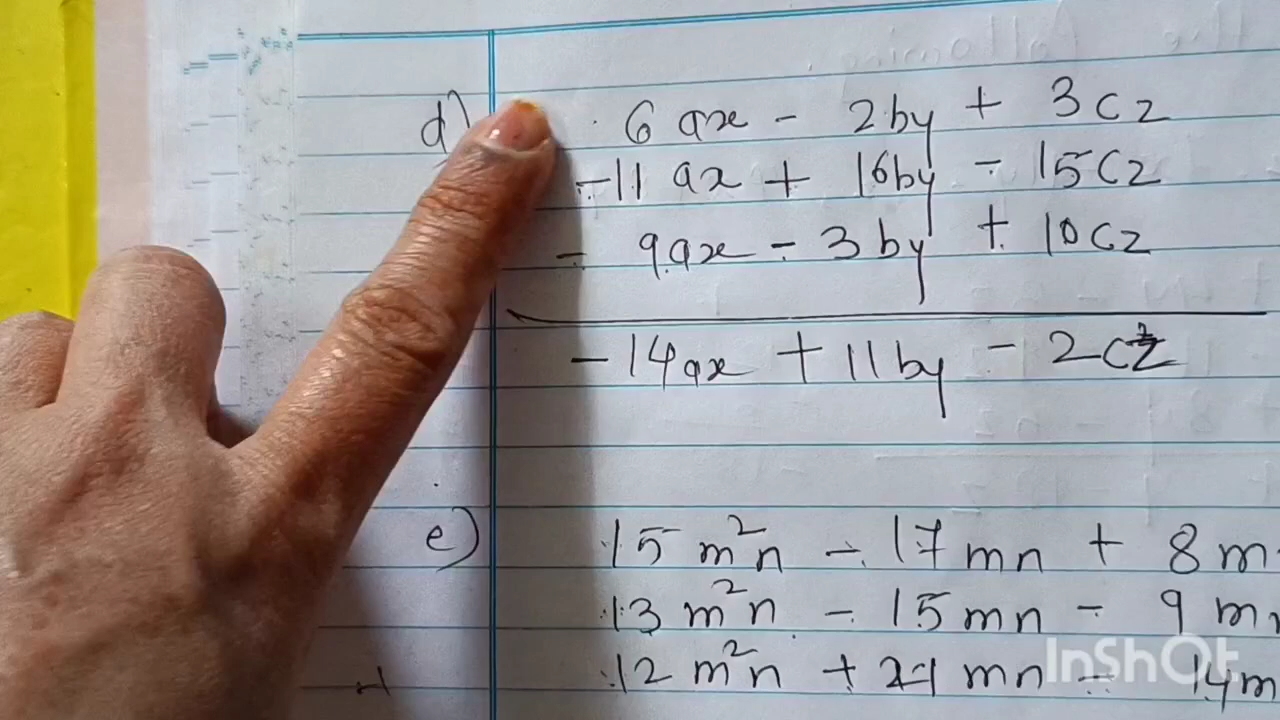 d) 6ax - 2by + 3cz
-11ax + 16by - 15cz
- 9ax - 3by + 10cz
-14ax + 11by - 2cz
e) 15m²n - 17mn + 8m
13m²n - 15mn - 9m
12m²n + 21mn - 14m
InShOt